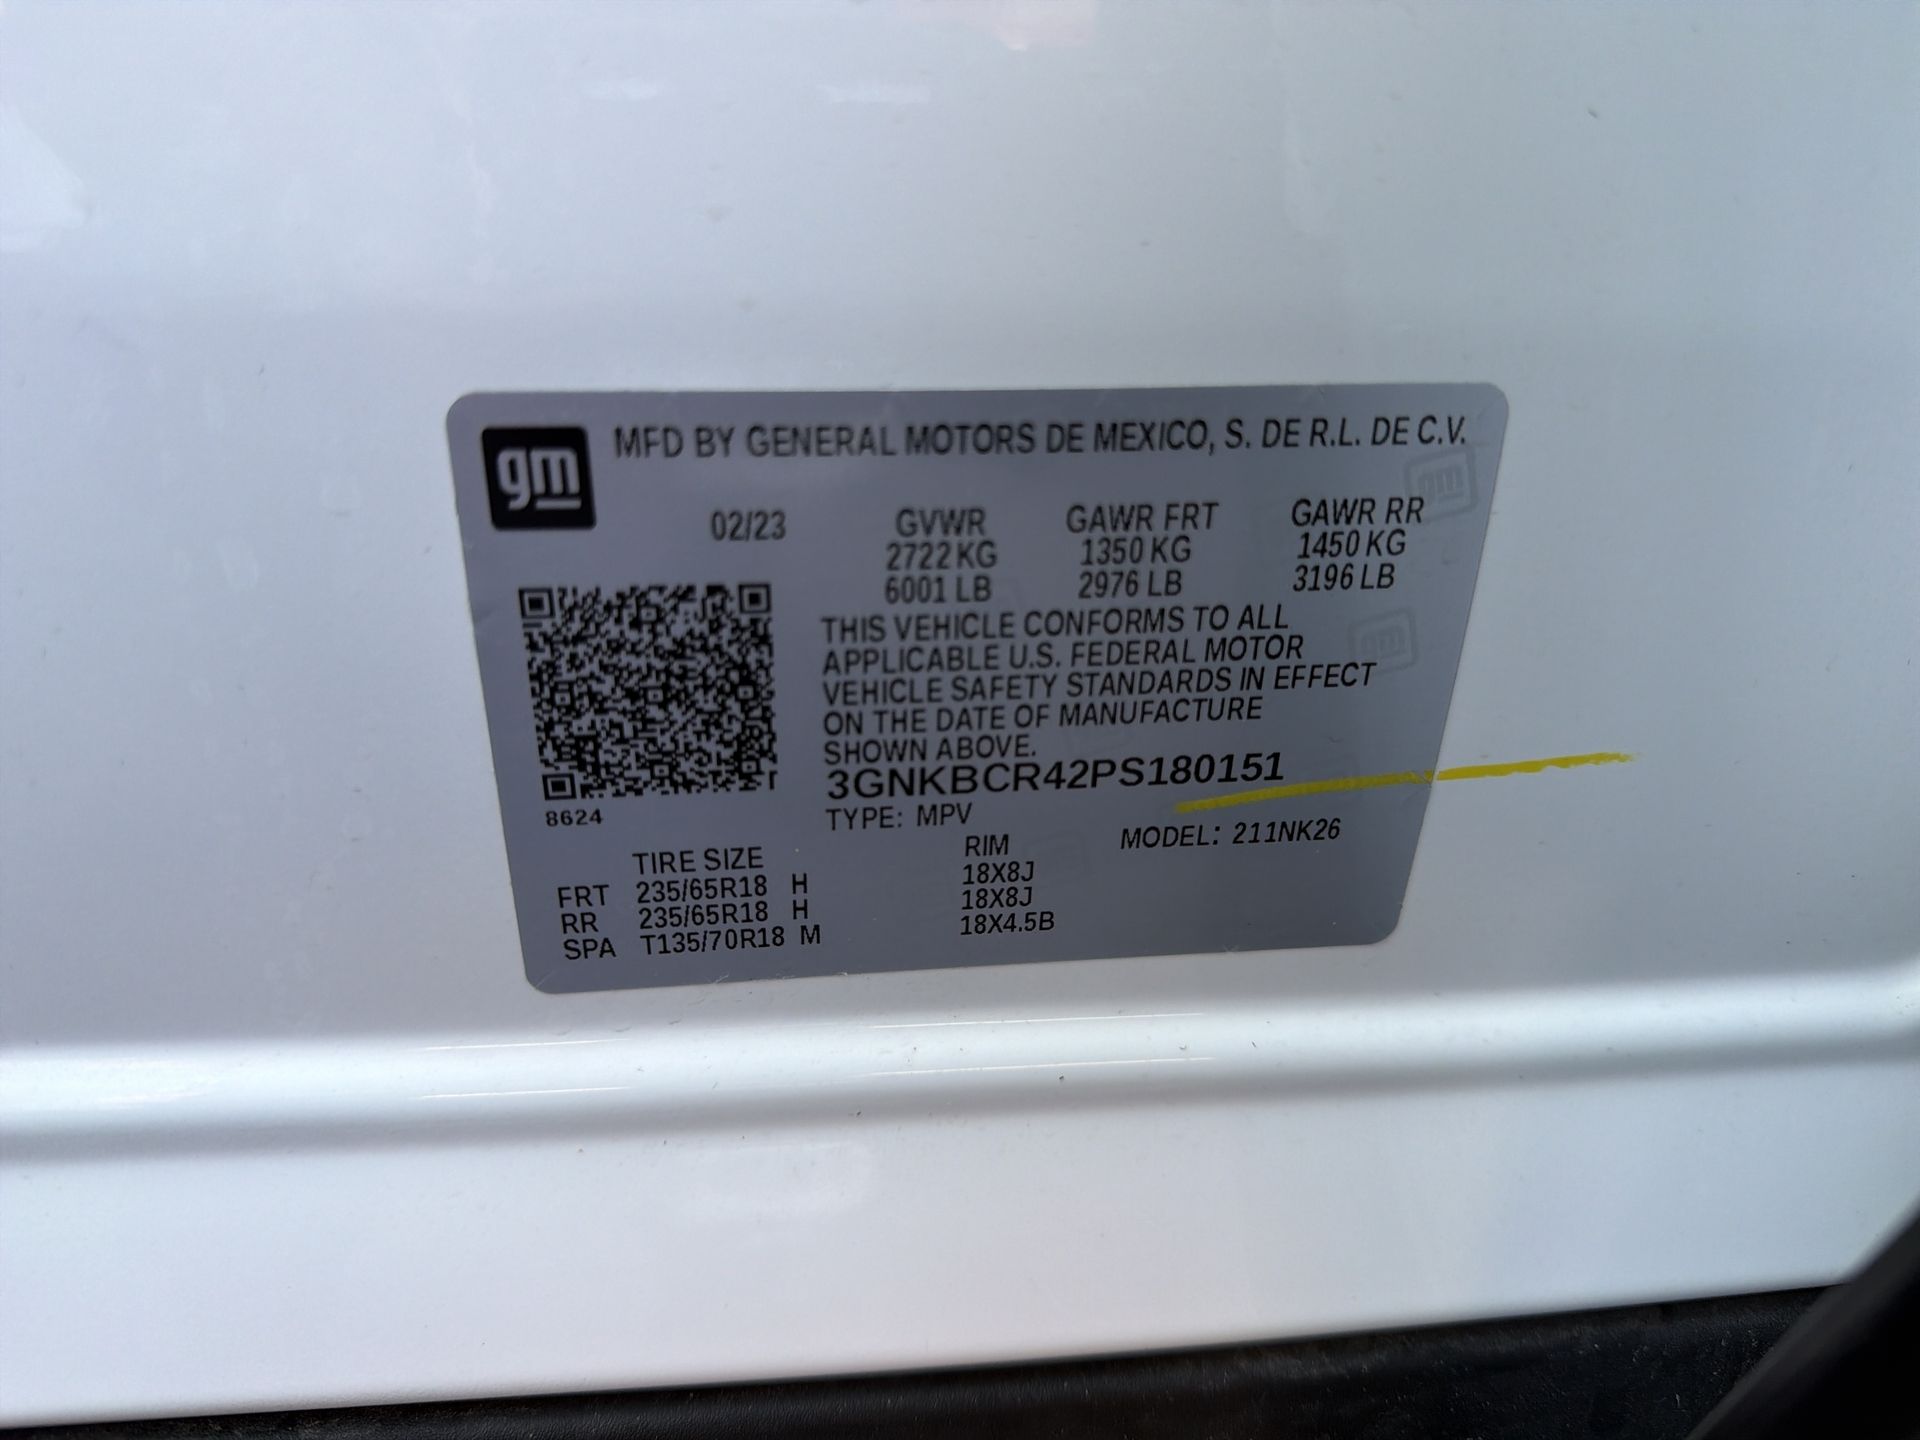 gm
MFD BY GENERAL MOTORS DE MEXICO, S. DE R.L. DE C.V.
02/23 GVWR GAWR FRT GAWR RR
2722 KG 1350 KG 1450 KG
6001 LB 2976 LB 3196 LB
THIS VEHICLE CONFORMS TO ALL
APPLICABLE U.S. FEDERAL MOTOR
VEHICLE SAFETY STANDARDS IN EFFECT
ON THE DATE OF MANUFACTURE
SHOWN ABOVE.
3GNKBCR42PS180151
8624 TYPE: MPV MODEL: 211NK26
TIRE SIZE RIM
FRT 235/65R18 H 18X8J
RR 235/65R18 H 18X8J
SPA T135/70R18 M 18X4.5B